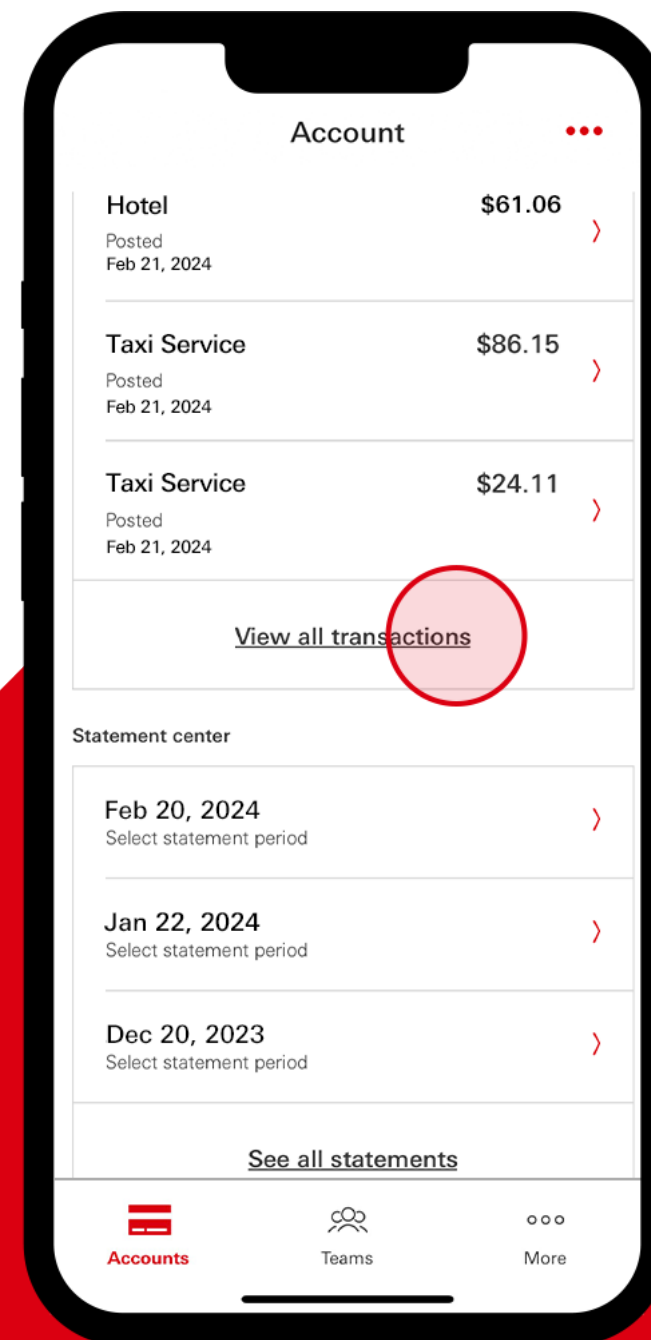 Account
Hotel $61.06
Posted
Feb 21, 2024
Taxi Service $86.15
Posted
Feb 21, 2024
Taxi Service $24.11
Posted
Feb 21, 2024
View all transactions
Statement center
Feb 20, 2024
Select statement period
Jan 22, 2024
Select statement period
Dec 20, 2023
Select statement period
See all statements
Accounts Teams More